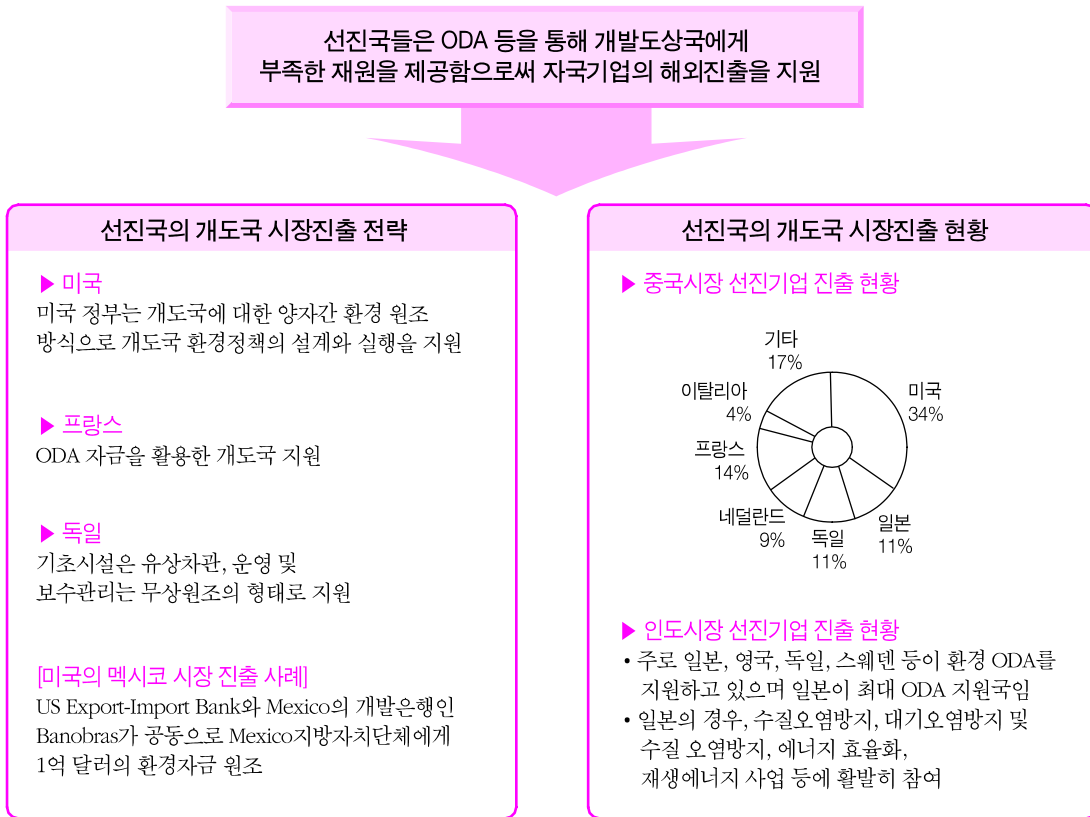 선진국들은 ODA 등을 통해 개발도상국에게
부족한 재원을 제공함으로써 자국기업의 해외진출을 지원
선진국의 개도국 시장진출 전략
▶ 미국
미국 정부는 개도국에 대한 양자간 환경 원조
방식으로 개도국 환경정책의 설계와 실행을 지원
▶ 프랑스
ODA 자금을 활용한 개도국 지원
▶ 독일
기초시설은 유상차관, 운영 및
보수관리는 무상원조의 형태로 지원
[미국의 멕시코 시장 진출 사례]
US Export-Import Bank와 Mexico의 개발은행인
Banobras가 공동으로 Mexico지방자치단체에게
1억 달러의 환경자금 원조
선진국의 개도국 시장진출 현황
▶ 중국시장 선진기업 진출 현황
기타
17%
이탈리아
4%
프랑스
14%
네덜란드
9%
독일
11%
일본
11%
미국
34%
▶ 인도시장 선진기업 진출 현황
• 주로 일본, 영국, 독일, 스웨덴 등이 환경 ODA를
지원하고 있으며 일본이 최대 ODA 지원국임
• 일본의 경우, 수질오염방지, 대기오염방지 및
수질 오염방지, 에너지 효율화,
재생에너지 사업 등에 활발히 참여